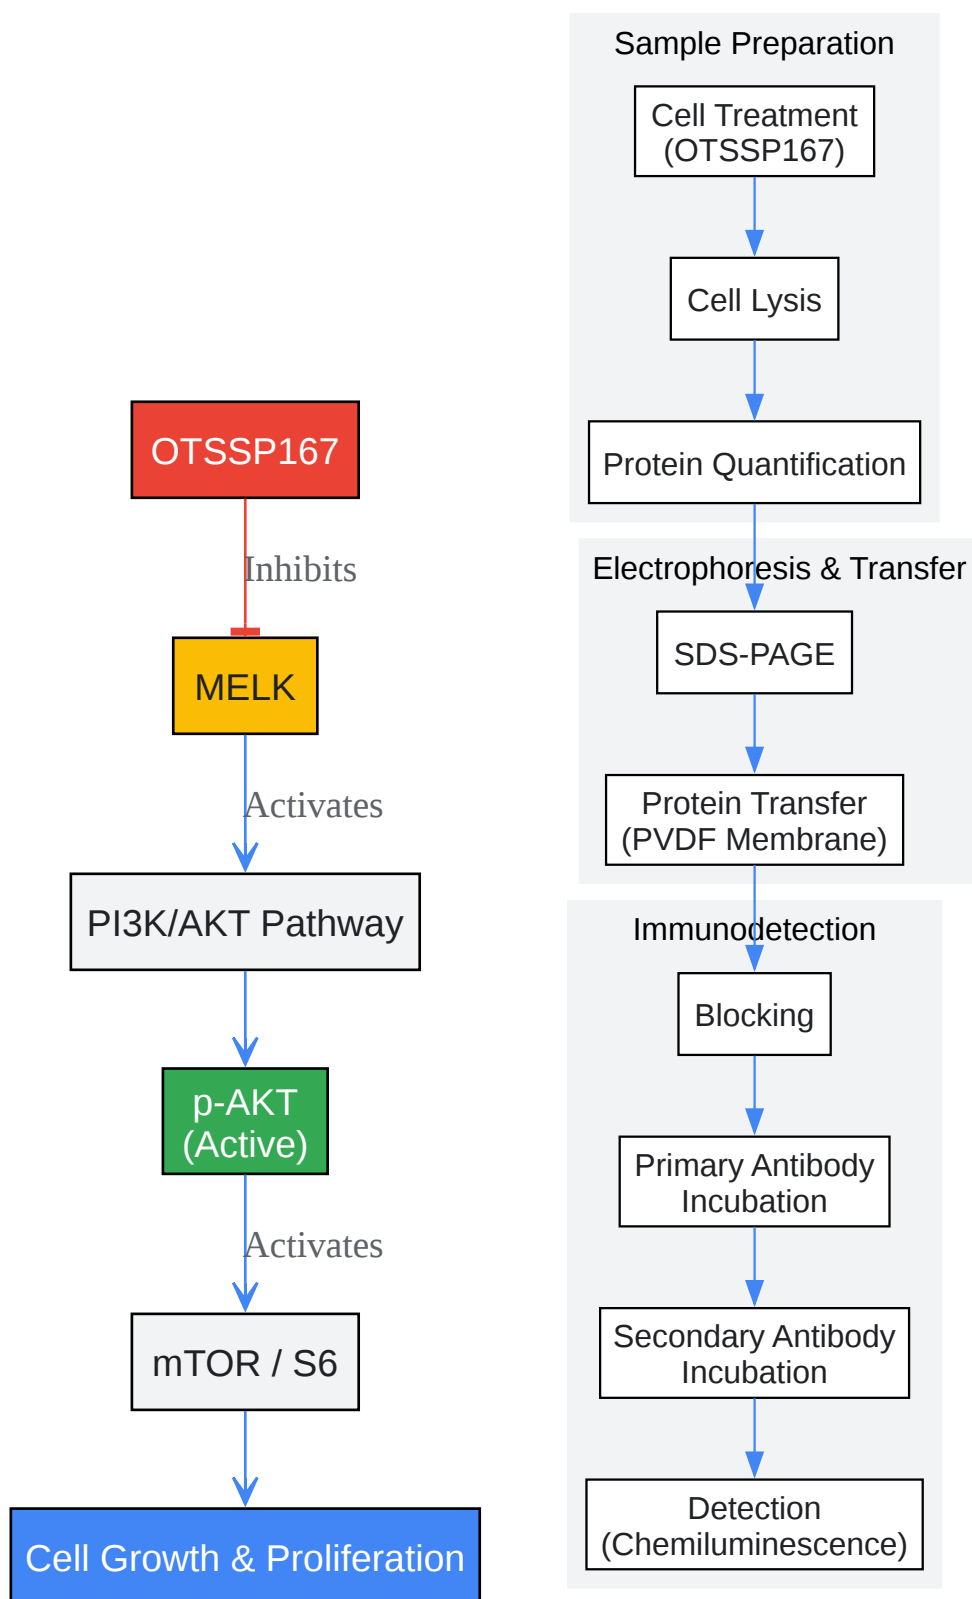 OTSSP167
Inhibits
MELK
Activates
PI3K/AKT Pathway
p-AKT
(Active)
Activates
mTOR / S6
Cell Growth & Proliferation
Sample Preparation
Cell Treatment
(OTSSP167)
Cell Lysis
Protein Quantification
Electrophoresis & Transfer
SDS-PAGE
Protein Transfer
(PVDF Membrane)
Immunodetection
Blocking
Primary Antibody
Incubation
Secondary Antibody
Incubation
Detection
(Chemiluminescence)